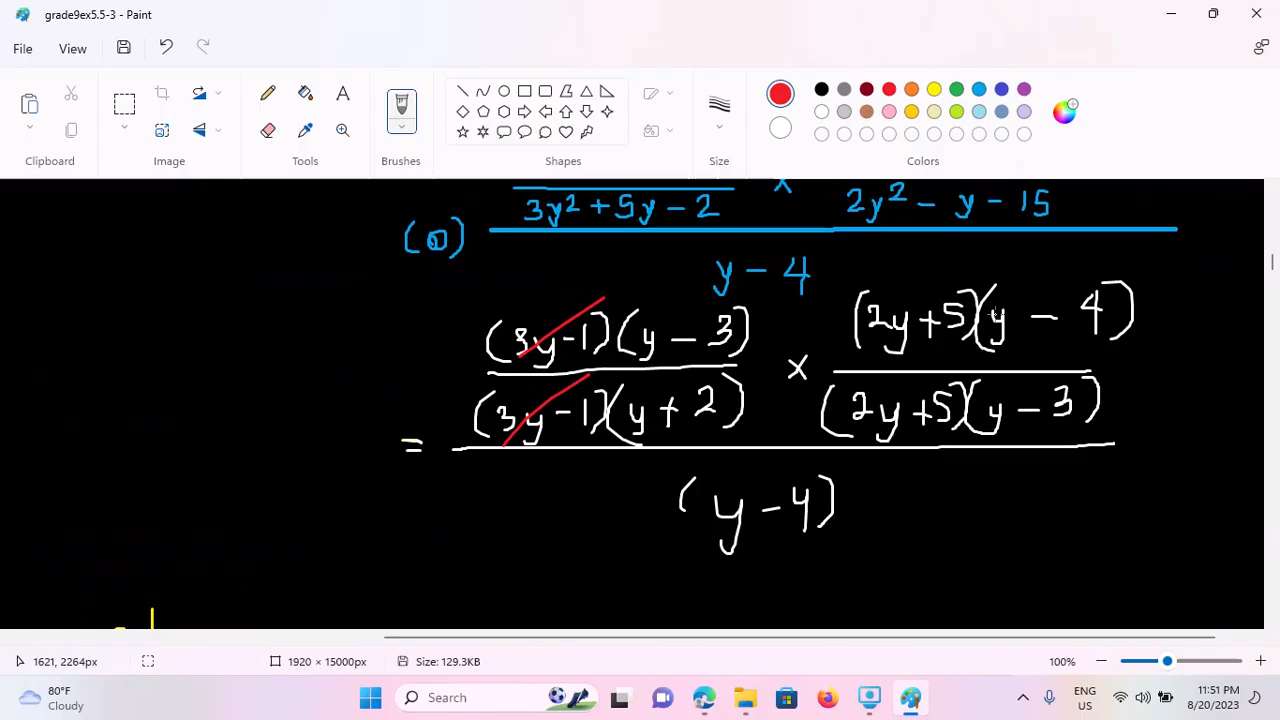 grade9ex5.5-3 - Paint
File View
Clipboard Image Tools Brushes Shapes Size Colors
3y² + 5y - 2 × 2y² - y - 15
y - 4
(3y-1)(y - 3) × (2y+5)(y - 4)
(3y-1)(y + 2) (2y+5)(y - 3)
=
(y - 4)
1621, 2264px 1920 × 15000px Size: 129.3KB 100%
80°F
Cloudy
Search
ENG
US
11:51 PM
8/20/2023